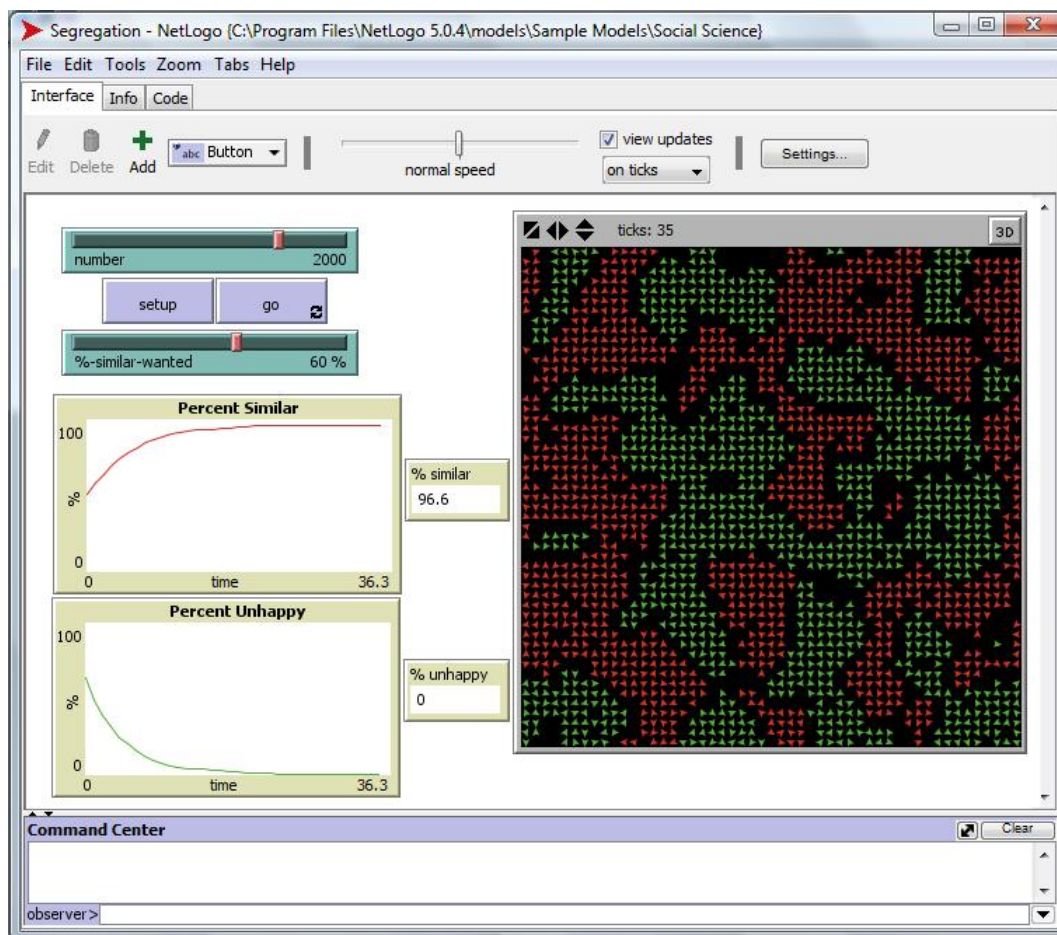 Segregation - NetLogo {C:\Program Files\NetLogo 5.0.4\models\Sample Models\Social Science}
File Edit Tools Zoom Tabs Help
Interface Info Code
Edit Delete Add abc Button normal speed view updates on ticks Settings...
ticks: 35 3D
number 2000
setup go
%-similar-wanted 60 %
Percent Similar
100
%
0
0 time 36.3
% similar
96.6
Percent Unhappy
100
%
0
0 time 36.3
% unhappy
0
Command Center Clear
observer>